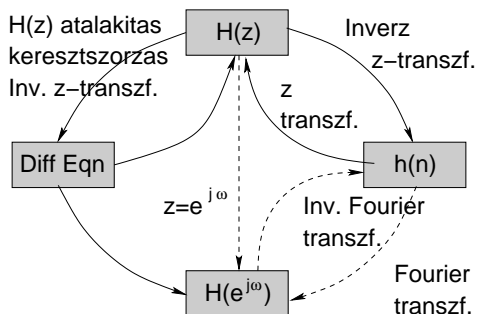 H(z) atalakitas
keresztszorzas
Inv. z−transzf.
H(z)
Inverz
z−transzf.
z
transzf.
Diff Eqn
h(n)
z=e^{jω}
Inv. Fourier
transzf.
H(e^{jω})
Fourier
transzf.